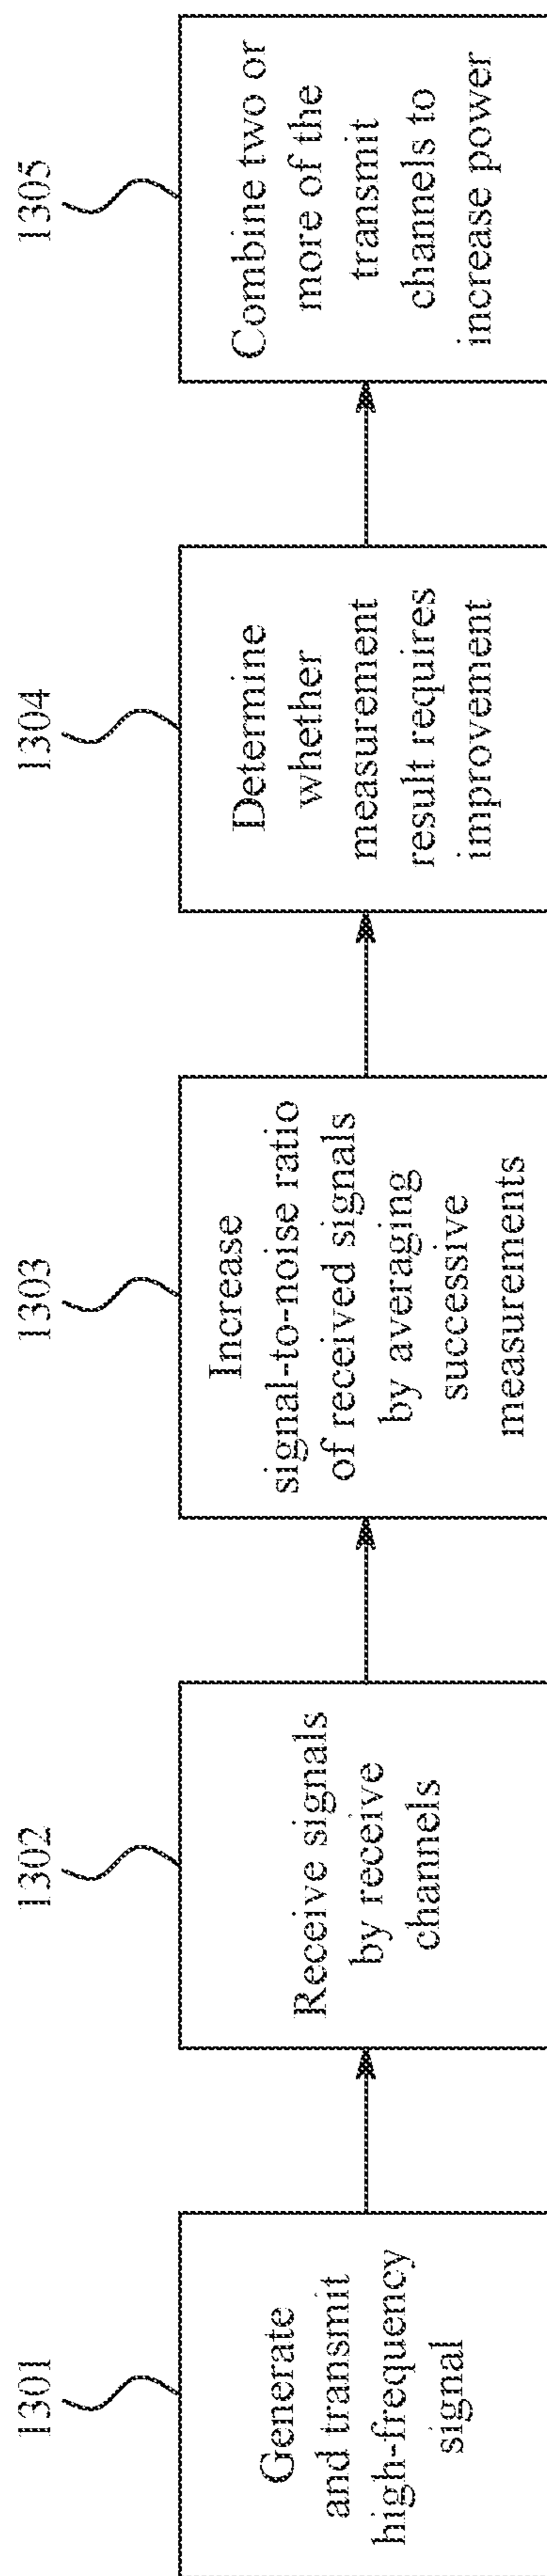 1301
Generate
and transmit
high-frequency
signal
1302
Receive signals
by receive
channels
1303
Increase
signal-to-noise ratio
of received signals
by averaging
successive
measurements
1304
Determine
whether
measurement
result requires
improvement
1305
Combine two or
more of the
transmit
channels to
increase power